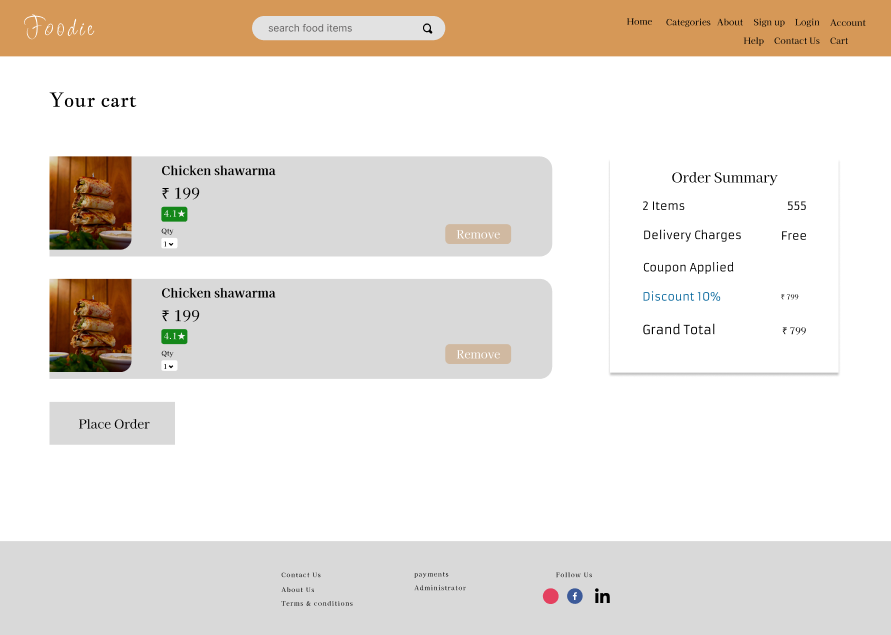 Foodie
search food items
Home Categories About Sign up Login Account
Help Contact Us Cart
Your cart
Chicken shawarma
₹ 199
4.1★
Qty
1
Remove
Chicken shawarma
₹ 199
4.1★
Qty
1
Remove
Place Order
Order Summary
2 Items 555
Delivery Charges Free
Coupon Applied
Discount 10% ₹ 799
Grand Total ₹ 799
Contact Us
About Us
Terms & conditions
payments
Administrator
Follow Us
f
in